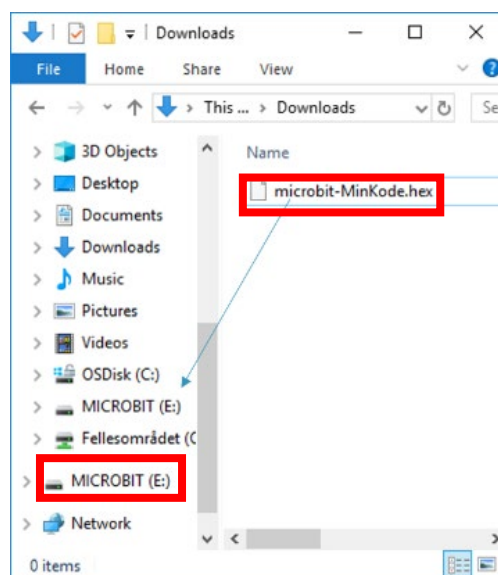 Downloads
File Home Share View
This ... > Downloads
Se
Name
3D Objects
Desktop
Documents
Downloads
Music
Pictures
Videos
OSDisk (C:)
MICROBIT (E:)
Fellesområdet (
MICROBIT (E:)
Network
microbit-MinKode.hex
0 items